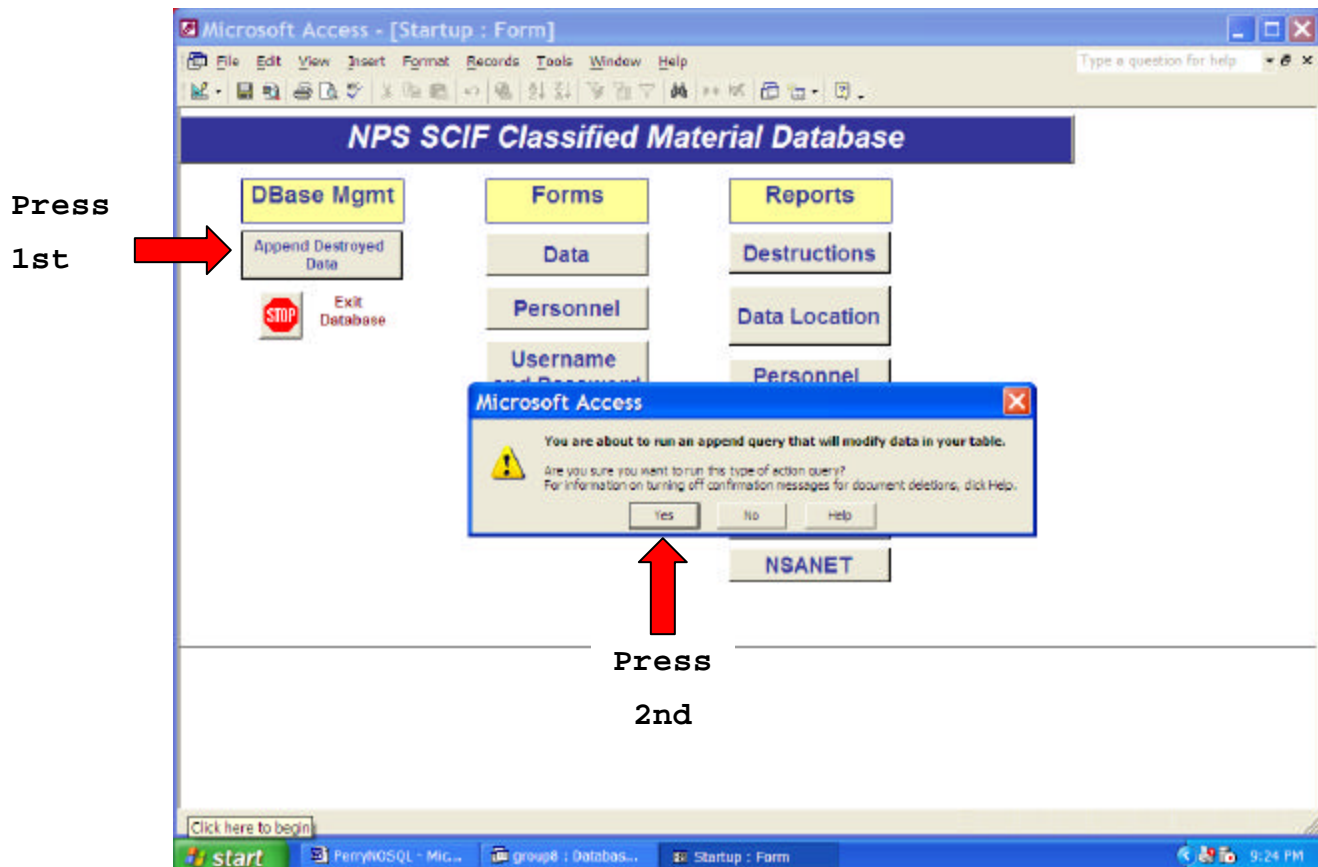 Microsoft Access - [Startup : Form]
File Edit View Insert Format Records Tools Window Help
Type a question for help
NPS SCIF Classified Material Database
DBase Mgmt
Forms
Reports
Press
1st
Append Destroyed
Data
Data
Destructions
STOP
Exit
Database
Personnel
Data Location
Username
and Password
Personnel
Microsoft Access
You are about to run an append query that will modify data in your table.
Are you sure you want to run this type of action query?
For information on turning off confirmation messages for document deletions, click Help.
Yes
No
Help
NSANET
Press
2nd
Click here to begin
start
PerryNOSQL - Mic...
group8 : Databas...
Startup : Form
9:24 PM